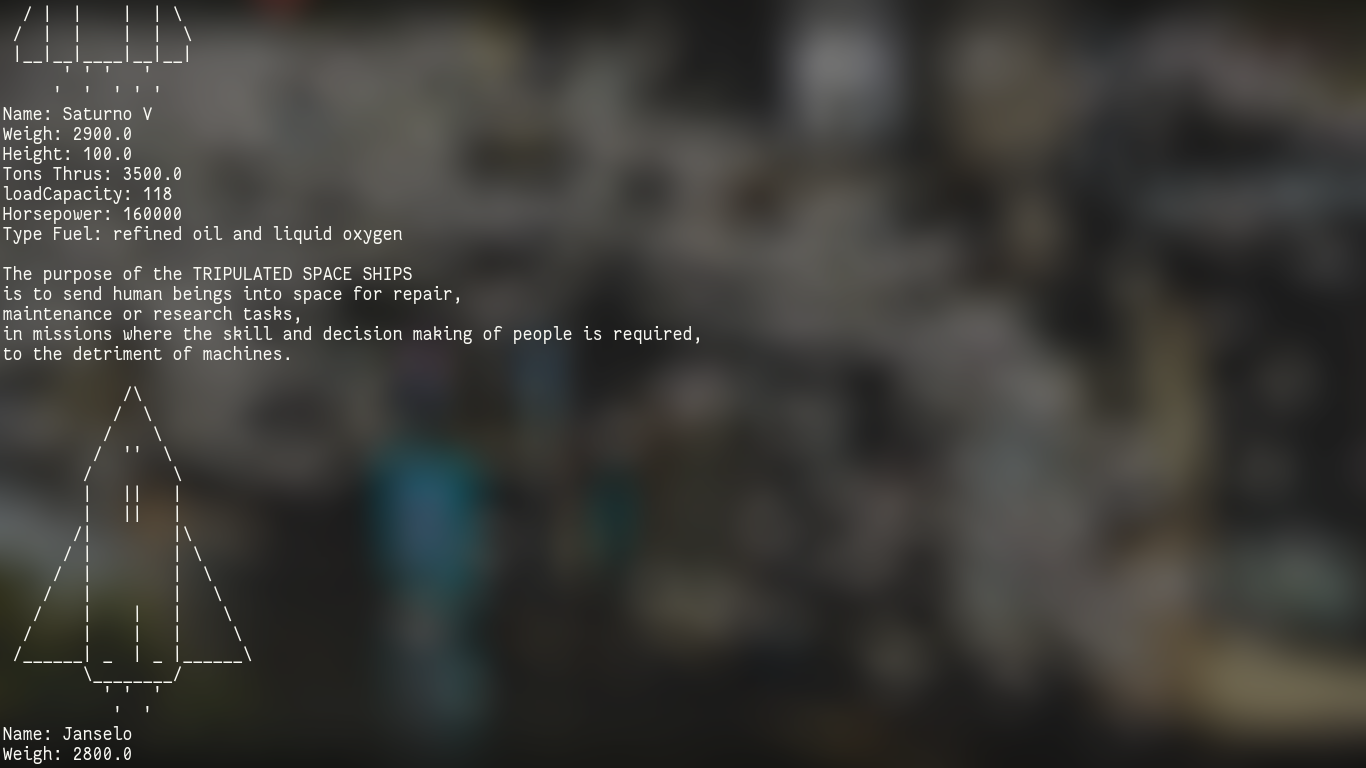 Name: Saturno V
Weigh: 2900.0
Height: 100.0
Tons Thrus: 3500.0
loadCapacity: 118
Horsepower: 160000
Type Fuel: refined oil and liquid oxygen
The purpose of the TRIPULATED SPACE SHIPS
is to send human beings into space for repair,
maintenance or research tasks,
in missions where the skill and decision making of people is required,
to the detriment of machines.
Name: Janselo
Weigh: 2800.0